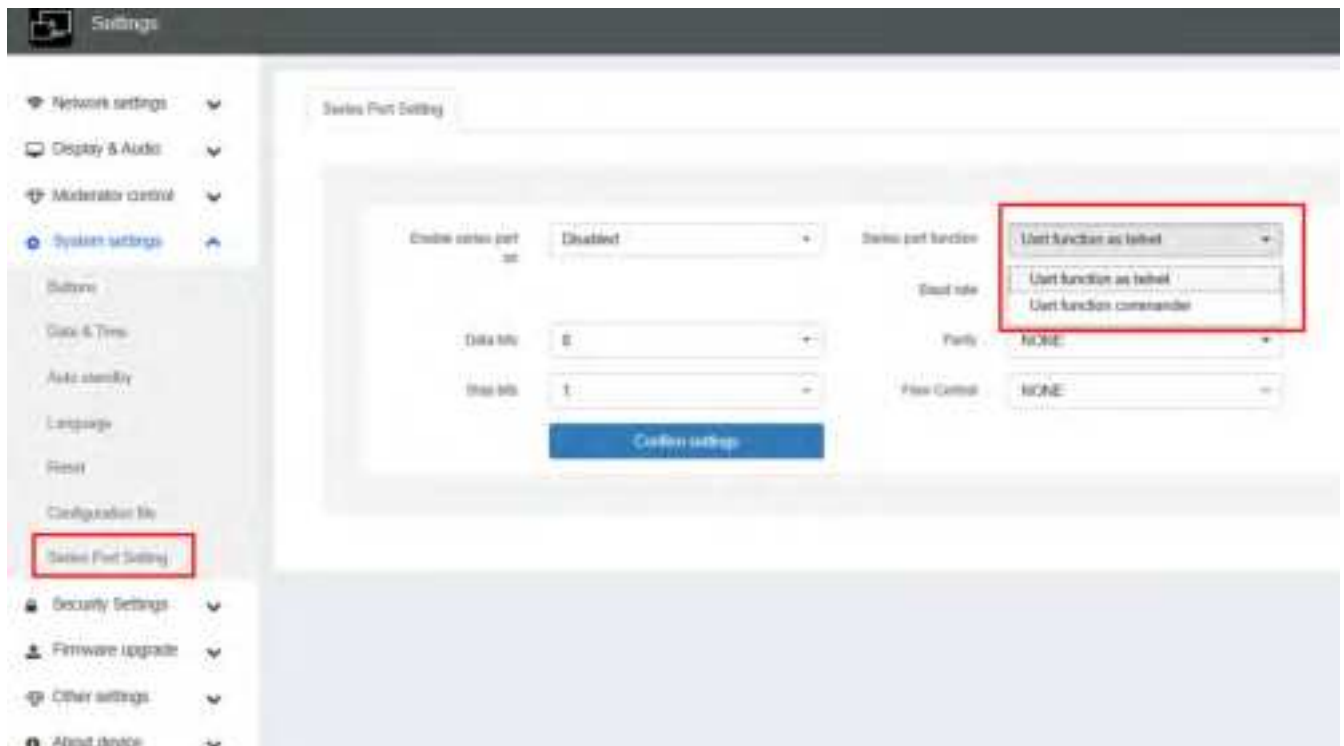 Settings
Network settings
Display & Audio
Moderator control
System settings
Buttons
Date & Time
Auto standby
Language
Reset
Configuration file
Series Port Setting
Security Settings
Firmware upgrade
Other settings
About device
Series Port Setting
Enable series port
Disabled
Series port function
Uart function as telnet
Uart function as telnet
Uart function commander
Baud rate
Data bits
8
Parity
NONE
Stop bits
1
Flow Control
NONE
Confirm settings